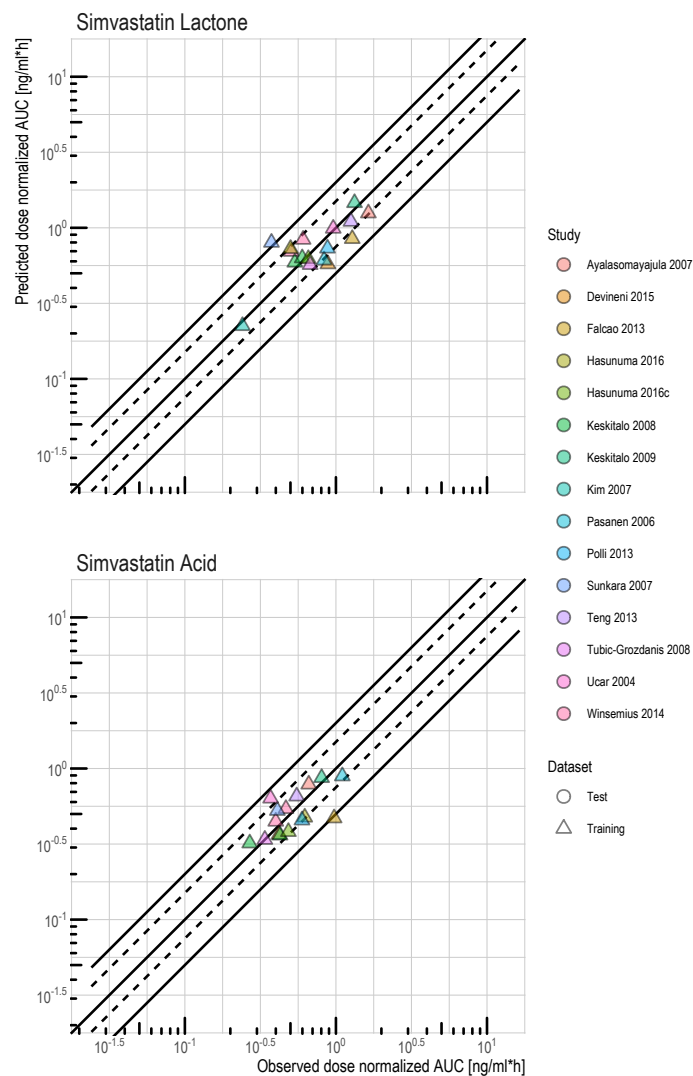 Simvastatin Lactone
Predicted dose normalized AUC [ng/ml*h]
10^1
10^0.5
10^0
10^-0.5
10^-1
10^-1.5
Study
Ayalasomayajula 2007
Devineni 2015
Falcao 2013
Hasunuma 2016
Hasunuma 2016c
Keskitalo 2008
Keskitalo 2009
Kim 2007
Pasanen 2006
Polli 2013
Sunkara 2007
Teng 2013
Tubic-Grozdanis 2008
Ucar 2004
Winsemius 2014
Dataset
Test
Training
Simvastatin Acid
10^1
10^0.5
10^0
10^-0.5
10^-1
10^-1.5
10^-1.5 10^-1 10^-0.5 10^0 10^0.5 10^1
Observed dose normalized AUC [ng/ml*h]